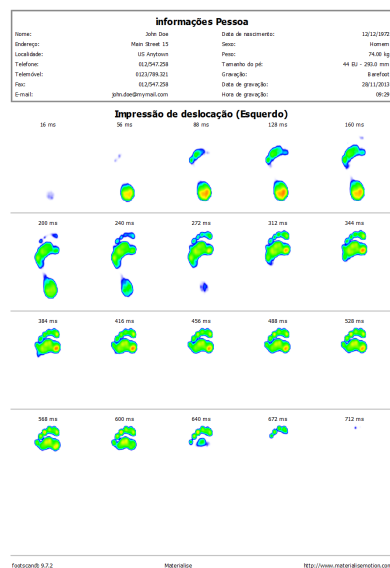 informações Pessoa
Nome: John Doe Data de nascimento: 12/12/1972
Endereço: Main Street 15 Sexo: Homem
Localidade: US Anytown Peso: 74.00 kg
Telefone: 012/547.258 Tamanho do pé: 44 EU - 293.0 mm
Telemóvel: 0123/789.321 Gravação: Barefoot
Fax: 012/547.258 Data de gravação: 28/11/2013
E-mail: john.doe@mymail.com Hora de gravação: 09:29
Impressão de deslocação (Esquerdo)
16 ms 56 ms 88 ms 128 ms 160 ms
200 ms 240 ms 272 ms 312 ms 344 ms
384 ms 416 ms 456 ms 488 ms 528 ms
568 ms 600 ms 640 ms 672 ms 712 ms
footscan® 9.7.2 Materialise http://www.materialisemotion.com